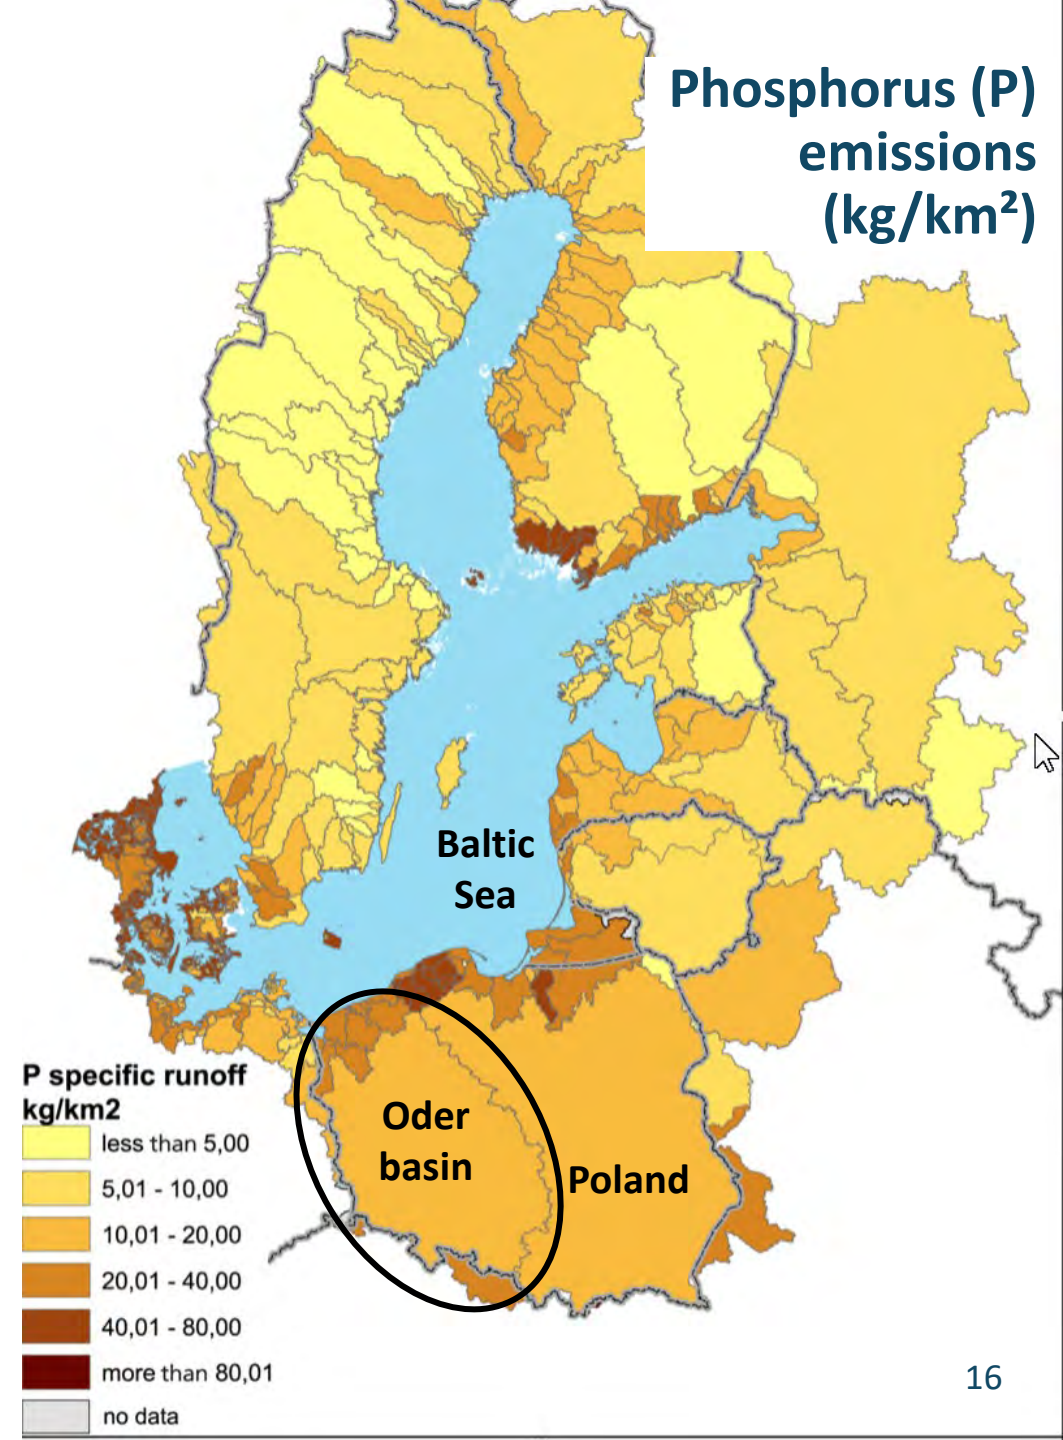 Phosphorus (P)
emissions
(kg/km²)
Baltic
Sea
Oder
basin
Poland
P specific runoff
kg/km2
less than 5,00
5,01 - 10,00
10,01 - 20,00
20,01 - 40,00
40,01 - 80,00
more than 80,01
no data
16